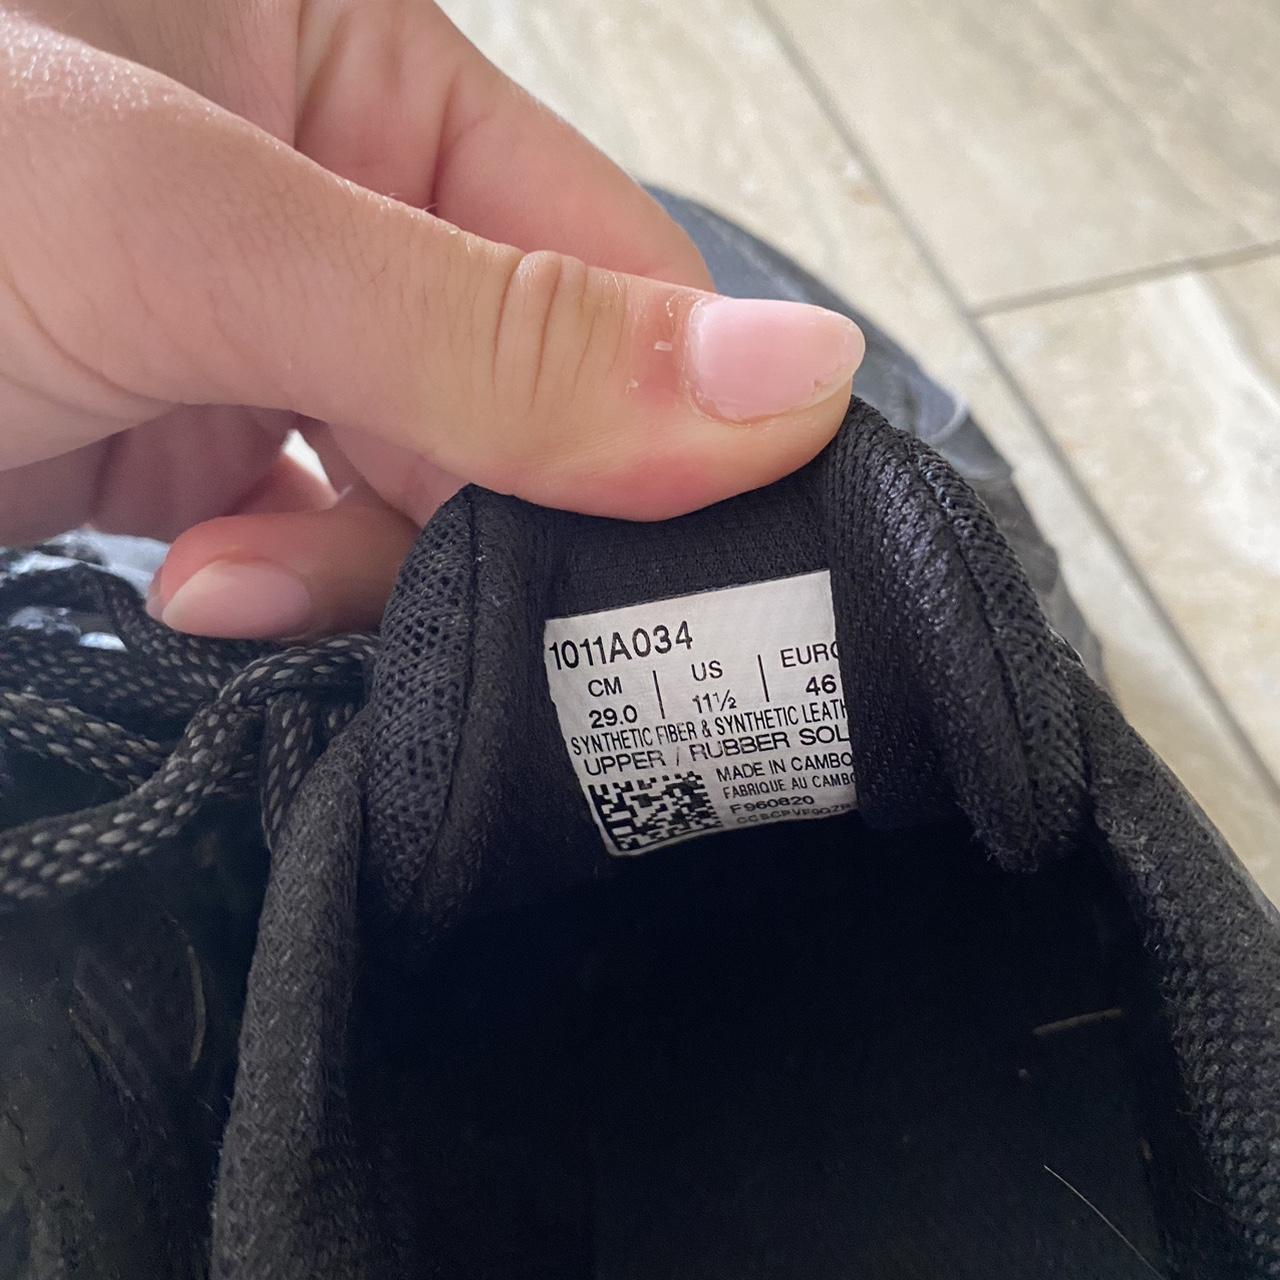 1011A034
CM | US | EURO
29.0 | 11½ | 46
SYNTHETIC FIBER & SYNTHETIC LEATH
UPPER / RUBBER SOL
MADE IN CAMBO
FABRIQUE AU CAMBO
F960820